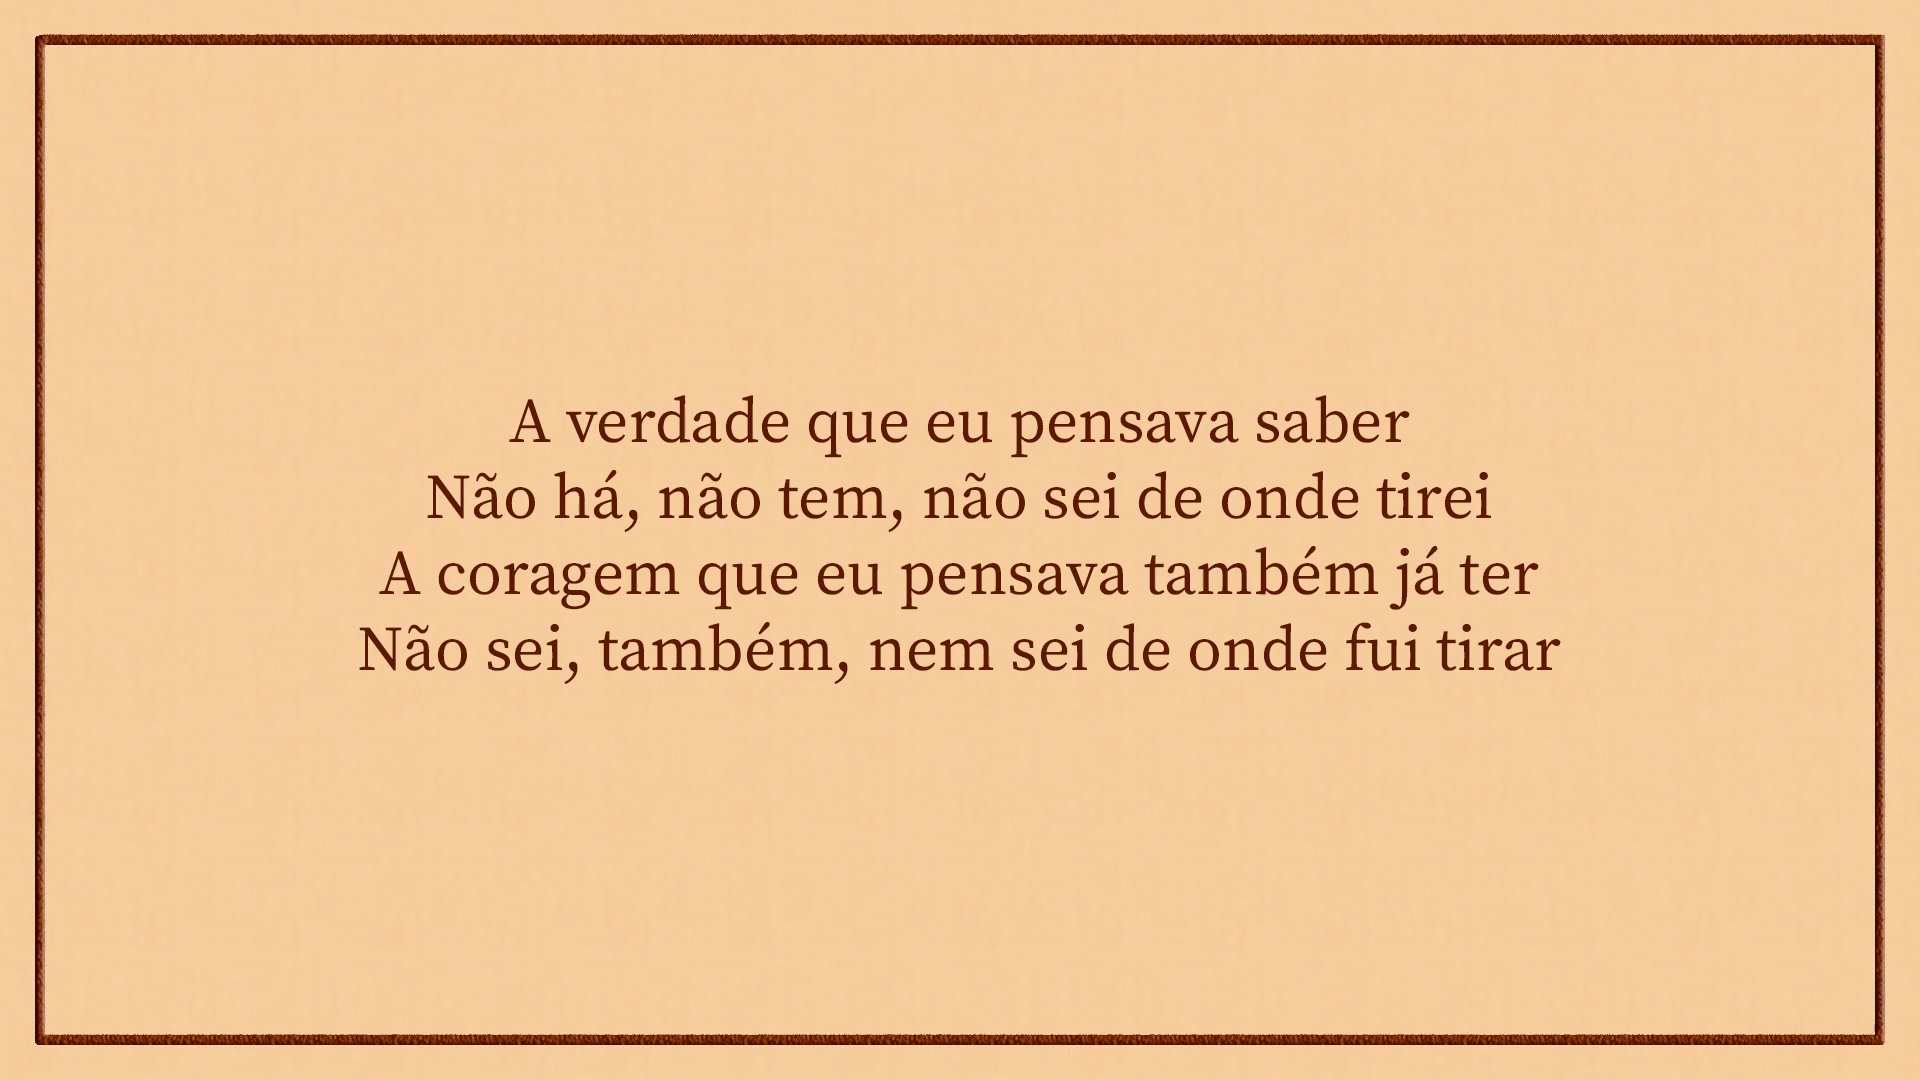 A verdade que eu pensava saber
Não há, não tem, não sei de onde tirei
A coragem que eu pensava também já ter
Não sei, também, nem sei de onde fui tirar